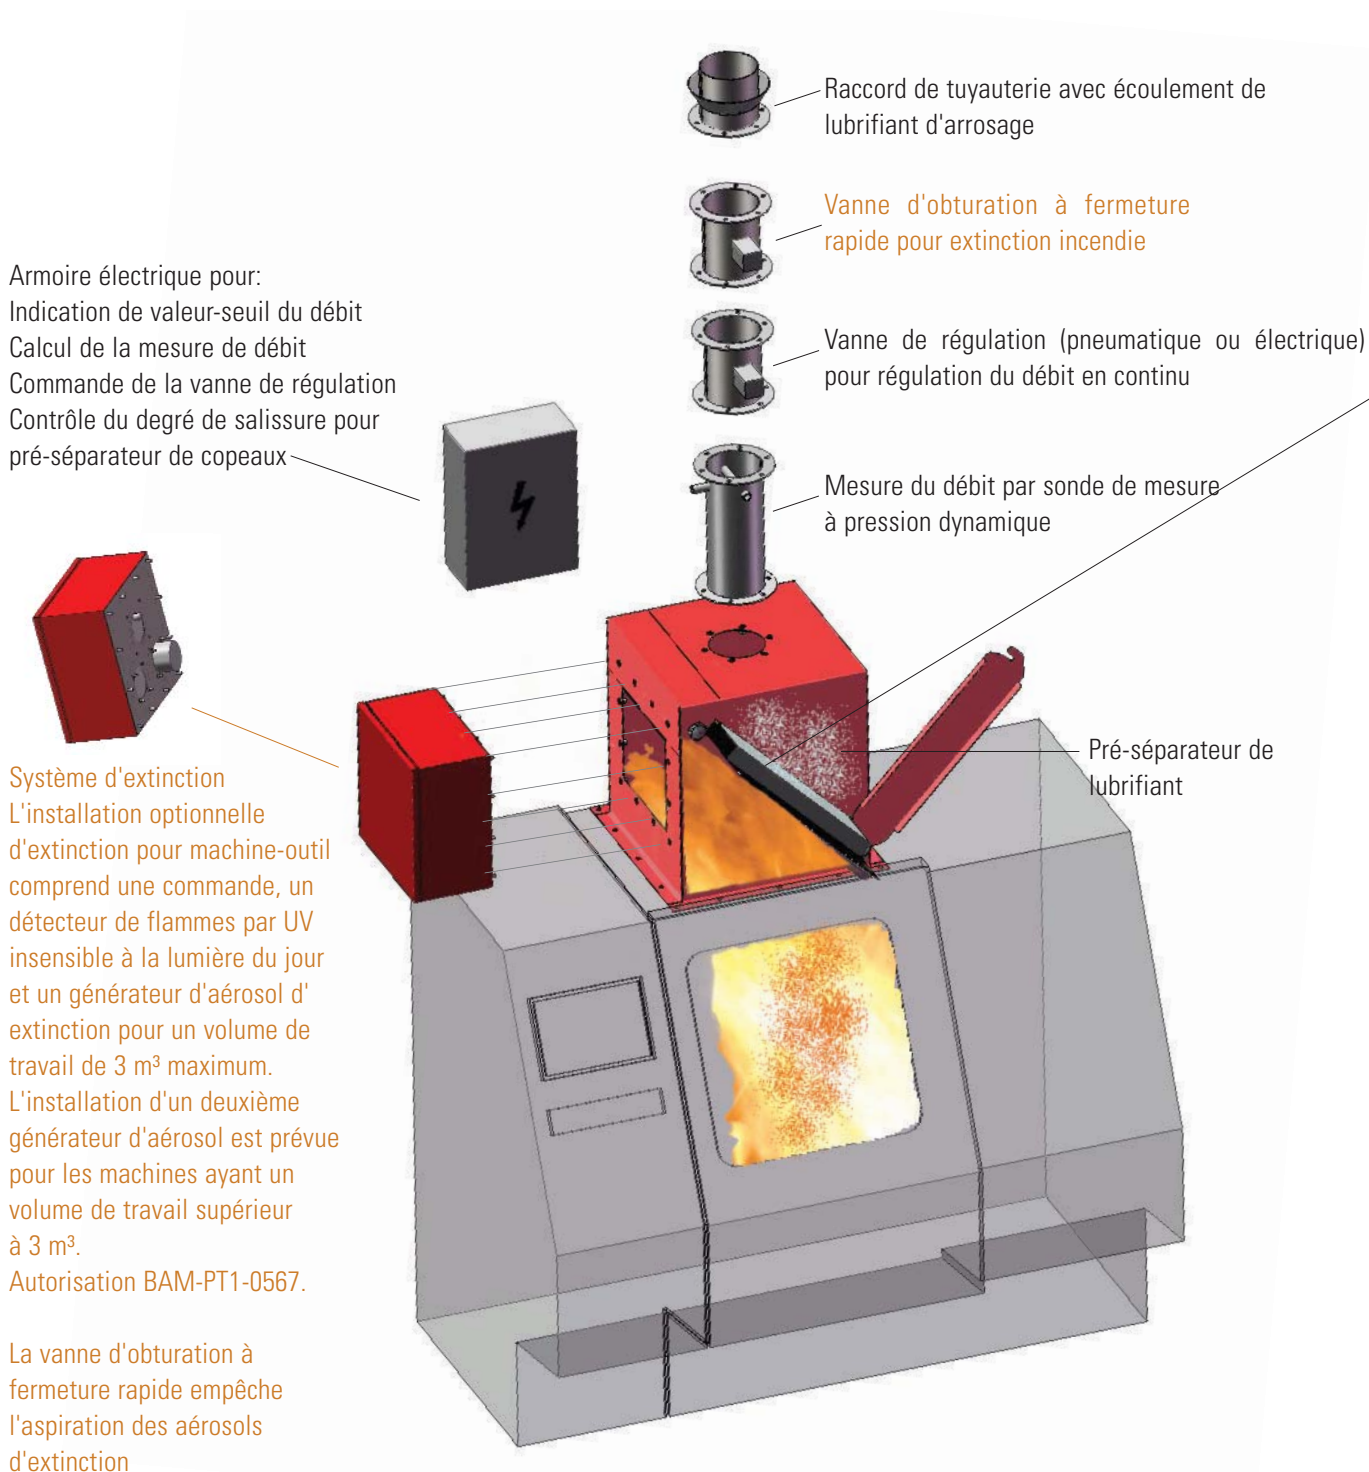 Raccord de tuyauterie avec écoulement de
lubrifiant d'arrosage
Vanne d'obturation à fermeture
rapide pour extinction incendie
Armoire électrique pour:
Indication de valeur-seuil du débit
Calcul de la mesure de débit
Commande de la vanne de régulation
Contrôle du degré de salissure pour
pré-séparateur de copeaux
Vanne de régulation (pneumatique ou électrique)
pour régulation du débit en continu
Mesure du débit par sonde de mesure
à pression dynamique
Pré-séparateur de
lubrifiant
Système d'extinction
L'installation optionnelle
d'extinction pour machine-outil
comprend une commande, un
détecteur de flammes par UV
insensible à la lumière du jour
et un générateur d'aérosol d'
extinction pour un volume de
travail de 3 m³ maximum.
L'installation d'un deuxième
générateur d'aérosol est prévue
pour les machines ayant un
volume de travail supérieur
à 3 m³.
Autorisation BAM-PT1-0567.
La vanne d'obturation à
fermeture rapide empêche
l'aspiration des aérosols
d'extinction